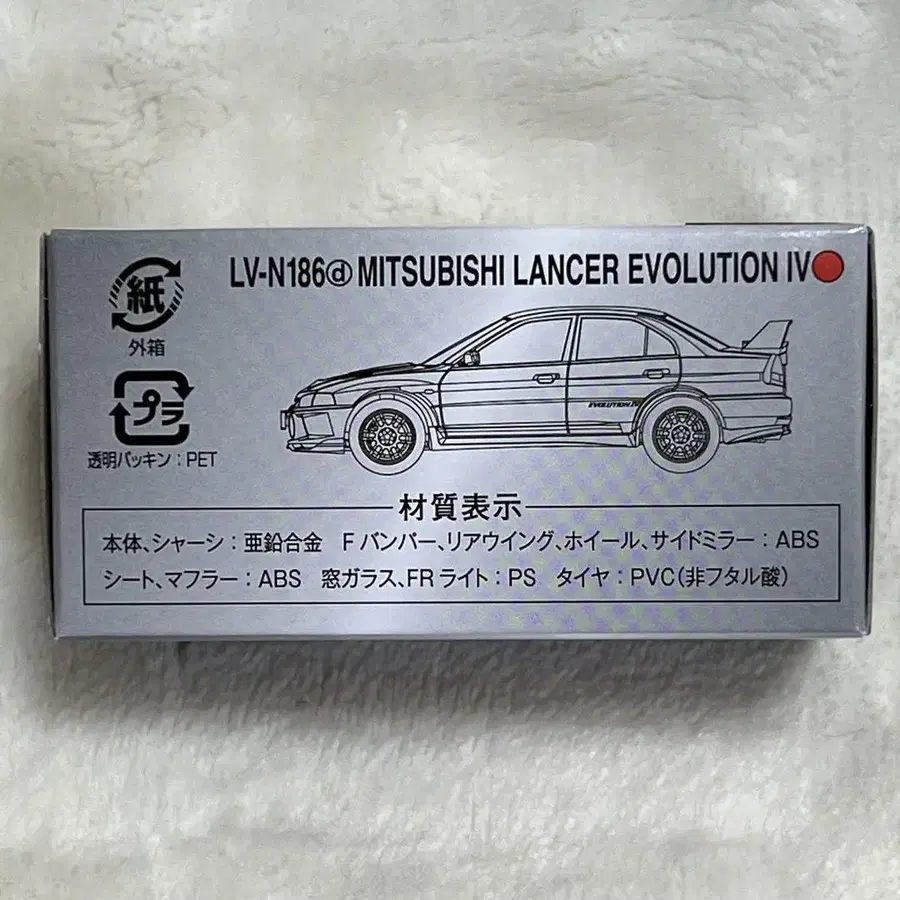 LV-N186ⓓ MITSUBISHI LANCER EVOLUTION IV
紙
外箱
プラ
透明パッキン：PET
EVOLUTION IV
材質表示
本体、シャーシ：亜鉛合金 Fバンパー、リアウイング、ホイール、サイドミラー：ABS
シート、マフラー：ABS 窓ガラス、FRライト：PS タイヤ：PVC（非フタル酸）